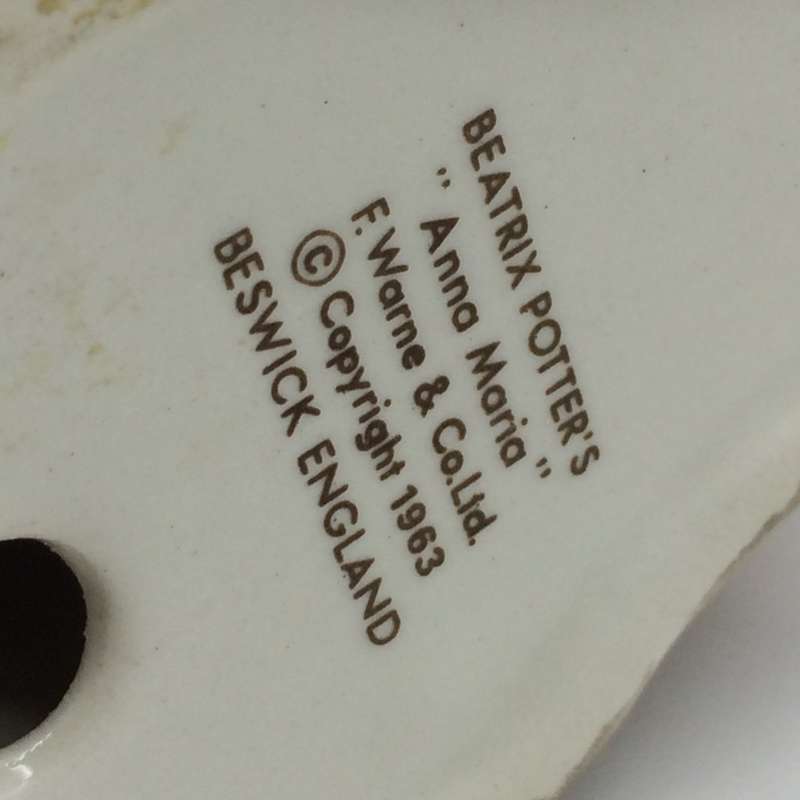 BEATRIX POTTER'S
"Anna Maria"
F. Warne & Co.Ltd.
© Copyright 1963
BESWICK ENGLAND